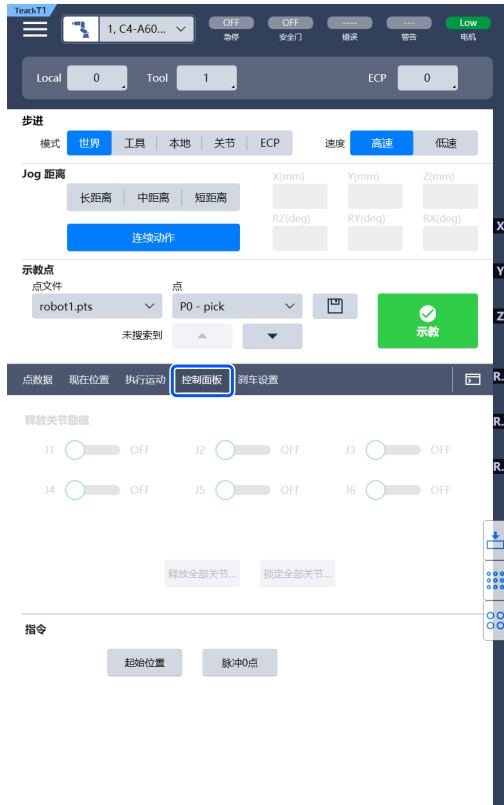 TeachT1
1, C4-A60... OFF OFF ---- --- Low
急停 安全门 错误 警告 电机
Local 0 Tool 1 ECP 0
步进
模式 世界 工具 本地 关节 ECP 速度 高速 低速
Jog 距离 X(mm) Y(mm) Z(mm)
长距离 中距离 短距离
RZ(deg) RY(deg) RX(deg)
连续动作
X
Y
Z
R.
R.
R.
示教点
点文件 点
robot1.pts P0 - pick
未搜索到
示教
点数据 现在位置 执行运动 控制面板 刹车设置
释放关节励磁
J1 OFF J2 OFF J3 OFF
J4 OFF J5 OFF J6 OFF
释放全部关节... 锁定全部关节...
指令
起始位置 脉冲0点